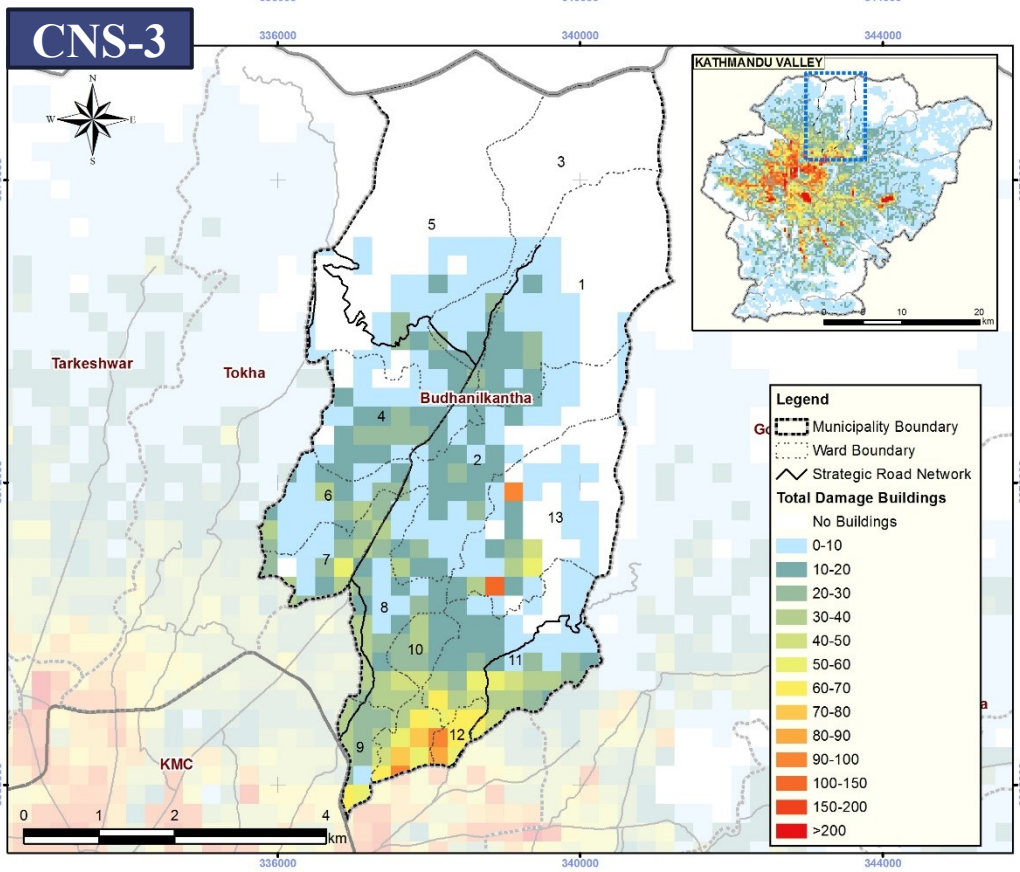 CNS-3
336000
340000
344000
N
W E
S
KATHMANDU VALLEY
0 10 20
km
3
5
1
Tarkeshwar
Tokha
Budhanilkantha
4
2
6
13
7
8
10
11
12
9
KMC
Legend
Municipality Boundary
Ward Boundary
Strategic Road Network
Total Damage Buildings
No Buildings
0-10
10-20
20-30
30-40
40-50
50-60
60-70
70-80
80-90
90-100
100-150
150-200
>200
0 1 2 4
km
336000
340000
344000